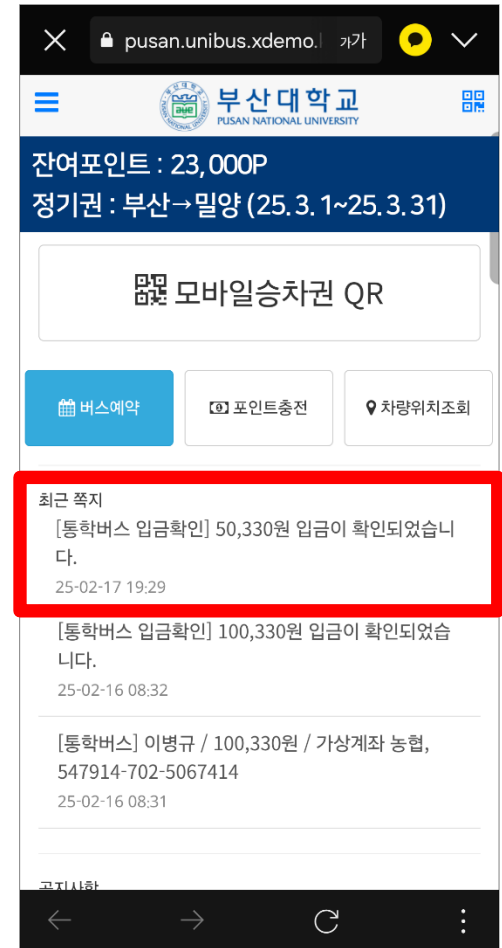 pusan.unibus.xdemo.
가가
부산대학교
PUSAN NATIONAL UNIVERSITY
잔여포인트 : 23,000P
정기권 : 부산→밀양 (25.3.1~25.3.31)
모바일승차권 QR
버스예약
포인트충전
차량위치조회
최근 쪽지
[통학버스 입금확인] 50,330원 입금이 확인되었습니
다.
25-02-17 19:29
[통학버스 입금확인] 100,330원 입금이 확인되었습
니다.
25-02-16 08:32
[통학버스] 이병규 / 100,330원 / 가상계좌 농협,
547914-702-5067414
25-02-16 08:31
공지사항